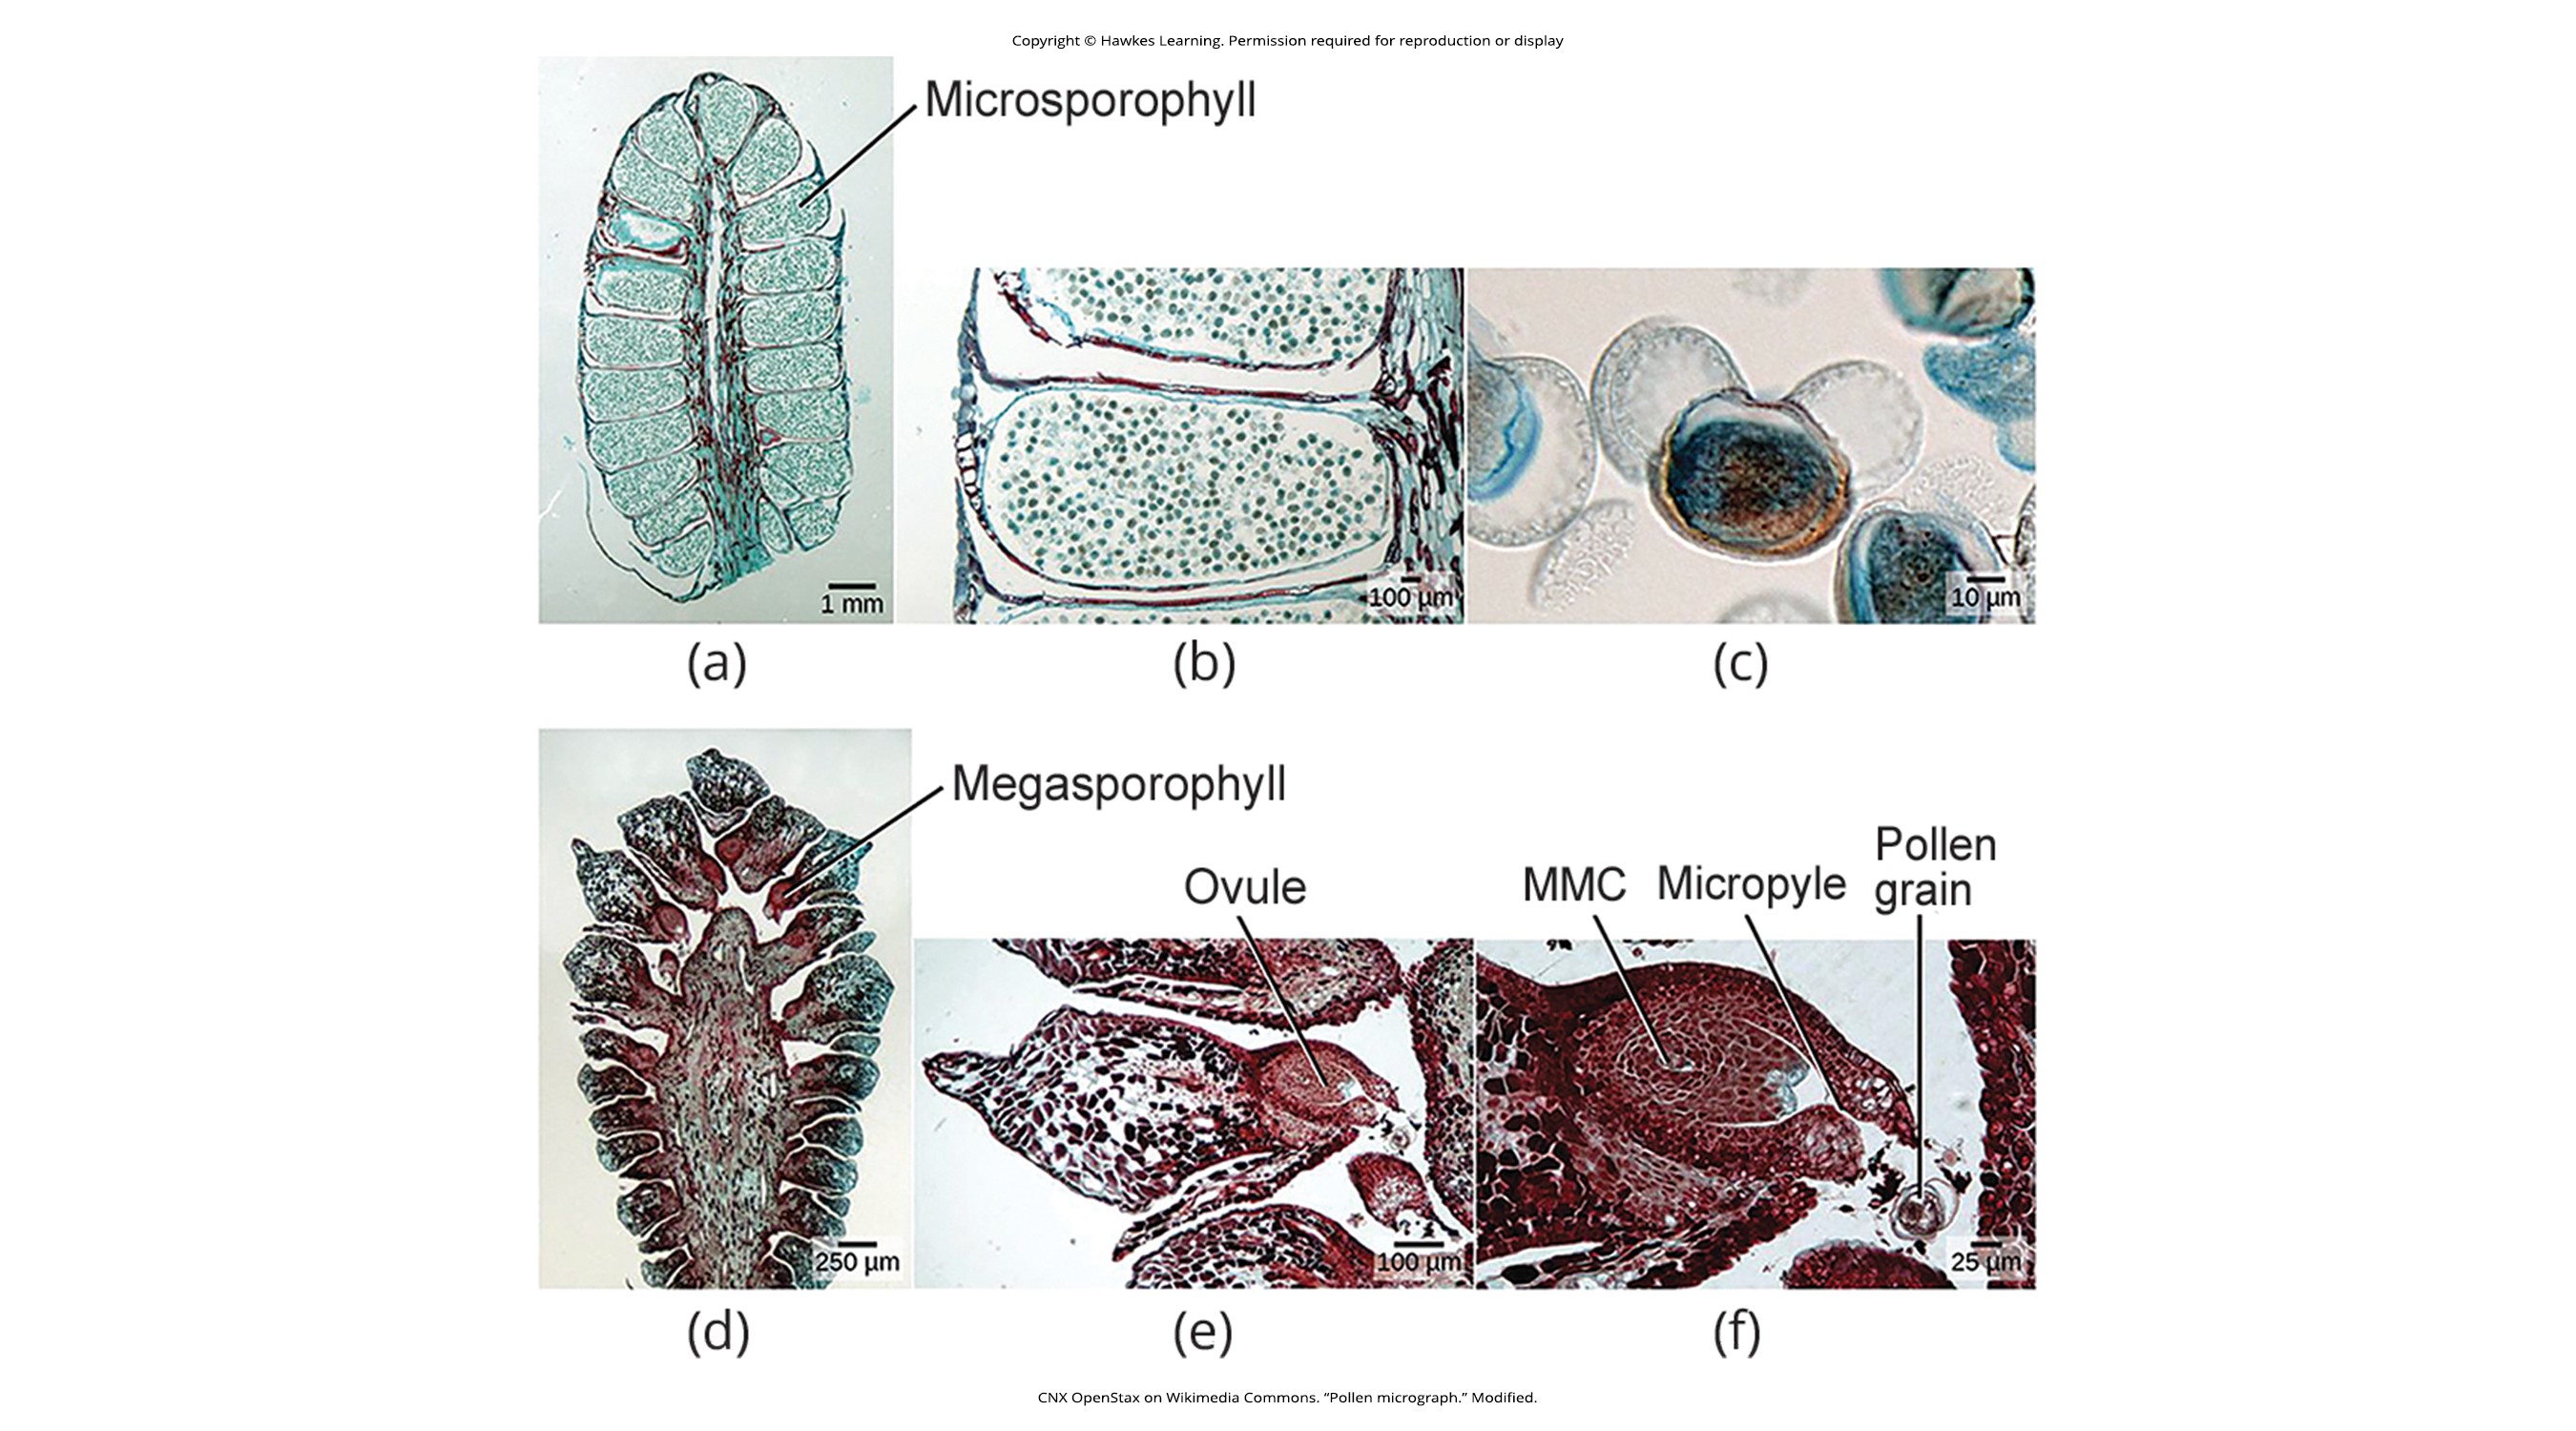 Copyright © Hawkes Learning. Permission required for reproduction or display
Microsporophyll
1 mm
100 µm
10 µm
(a)
(b)
(c)
Megasporophyll
Ovule
MMC
Micropyle
Pollen
grain
250 µm
100 µm
25 µm
(d)
(e)
(f)
CNX OpenStax on Wikimedia Commons. “Pollen micrograph.” Modified.